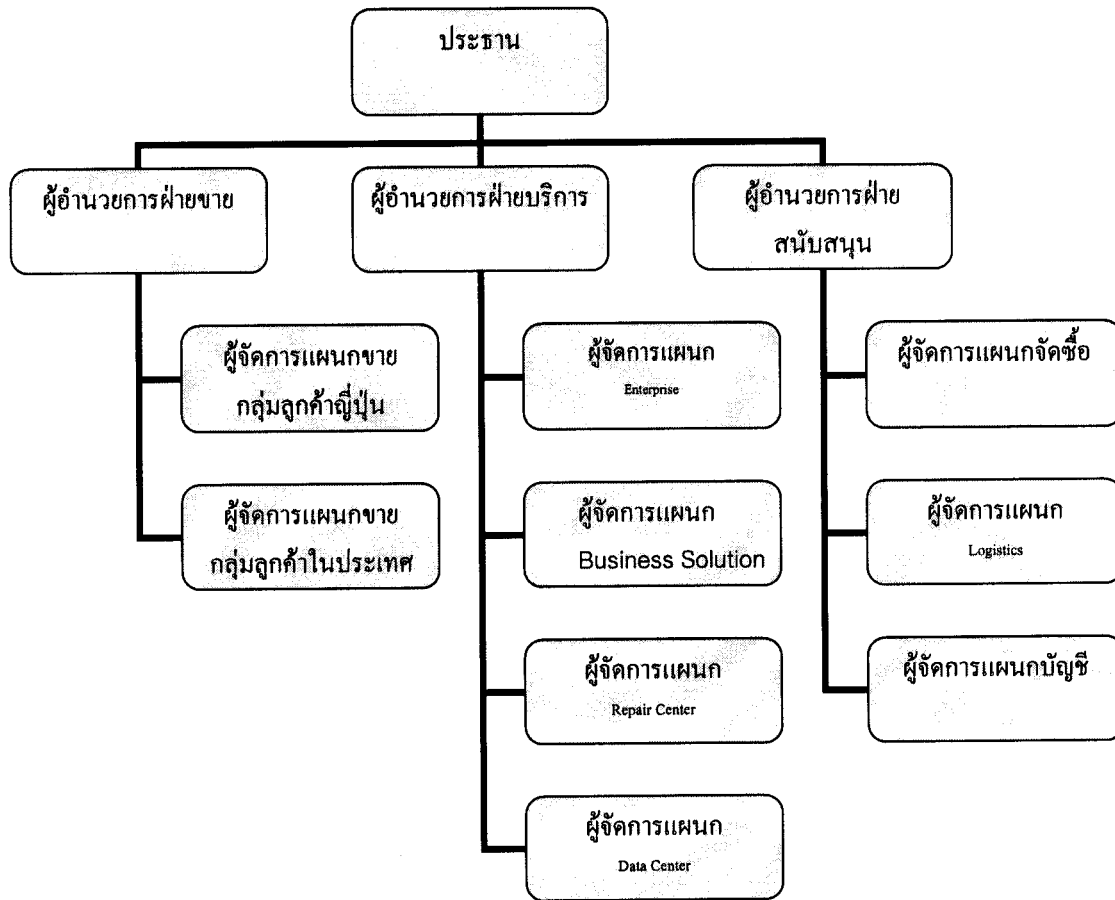 ประธาน
ผู้อำนวยการฝ่ายขาย
ผู้อำนวยการฝ่ายบริการ
ผู้อำนวยการฝ่าย
สนับสนุน
ผู้จัดการแผนกขาย
กลุ่มลูกค้าญี่ปุ่น
ผู้จัดการแผนกขาย
กลุ่มลูกค้าในประเทศ
ผู้จัดการแผนก
Enterprise
ผู้จัดการแผนก
Business Solution
ผู้จัดการแผนก
Repair Center
ผู้จัดการแผนก
Data Center
ผู้จัดการแผนกจัดซื้อ
ผู้จัดการแผนก
Logistics
ผู้จัดการแผนกบัญชี